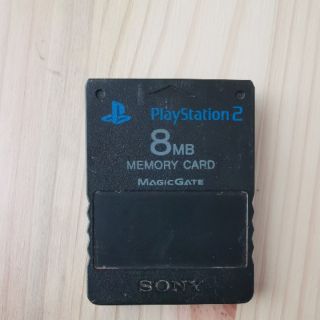 PlayStation 2
8MB
MEMORY CARD
MAGICGATE
SONY